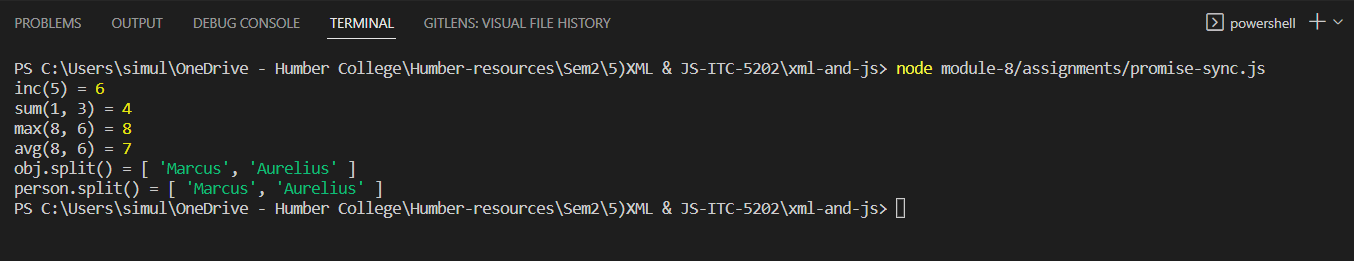 PROBLEMS OUTPUT DEBUG CONSOLE TERMINAL GITLENS: VISUAL FILE HISTORY powershell
PS C:\Users\simul\OneDrive - Humber College\Humber-resources\Sem2\5)XML & JS-ITC-5202\xml-and-js> node module-8/assignments/promise-sync.js
inc(5) = 6
sum(1, 3) = 4
max(8, 6) = 8
avg(8, 6) = 7
obj.split() = [ 'Marcus', 'Aurelius' ]
person.split() = [ 'Marcus', 'Aurelius' ]
PS C:\Users\simul\OneDrive - Humber College\Humber-resources\Sem2\5)XML & JS-ITC-5202\xml-and-js>